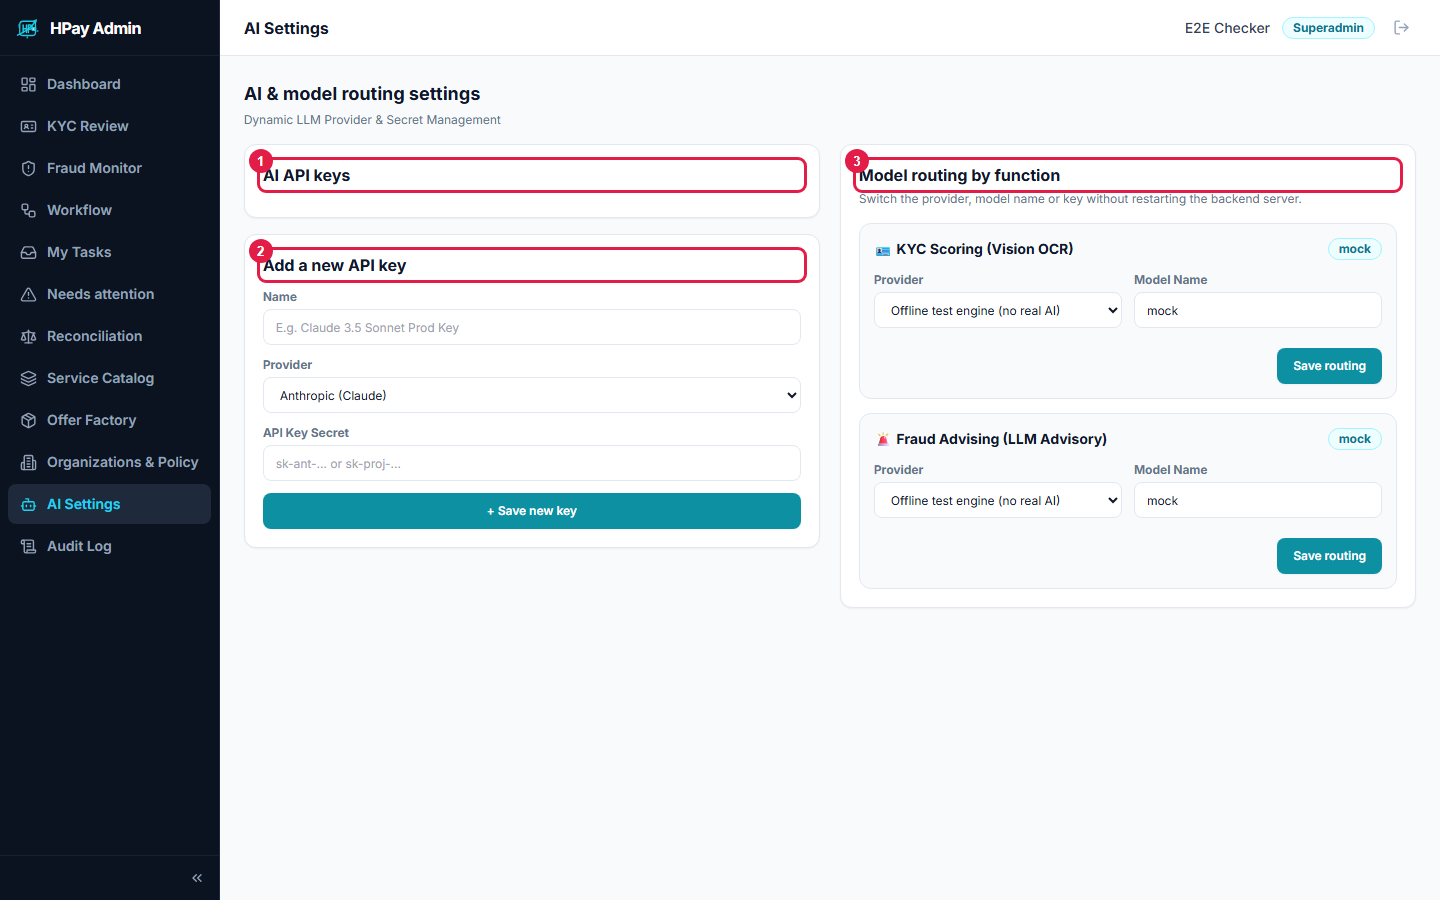 HPay Admin
Dashboard
KYC Review
Fraud Monitor
Workflow
My Tasks
Needs attention
Reconciliation
Service Catalog
Offer Factory
Organizations & Policy
AI Settings
Audit Log
AI Settings
E2E Checker
Superadmin
AI & model routing settings
Dynamic LLM Provider & Secret Management
1
AI API keys
2
Add a new API key
Name
E.g. Claude 3.5 Sonnet Prod Key
Provider
Anthropic (Claude)
API Key Secret
sk-ant-... or sk-proj-...
+ Save new key
3
Model routing by function
Switch the provider, model name or key without restarting the backend server.
KYC Scoring (Vision OCR)
mock
Provider
Model Name
Offline test engine (no real AI)
mock
Save routing
Fraud Advising (LLM Advisory)
mock
Provider
Model Name
Offline test engine (no real AI)
mock
Save routing